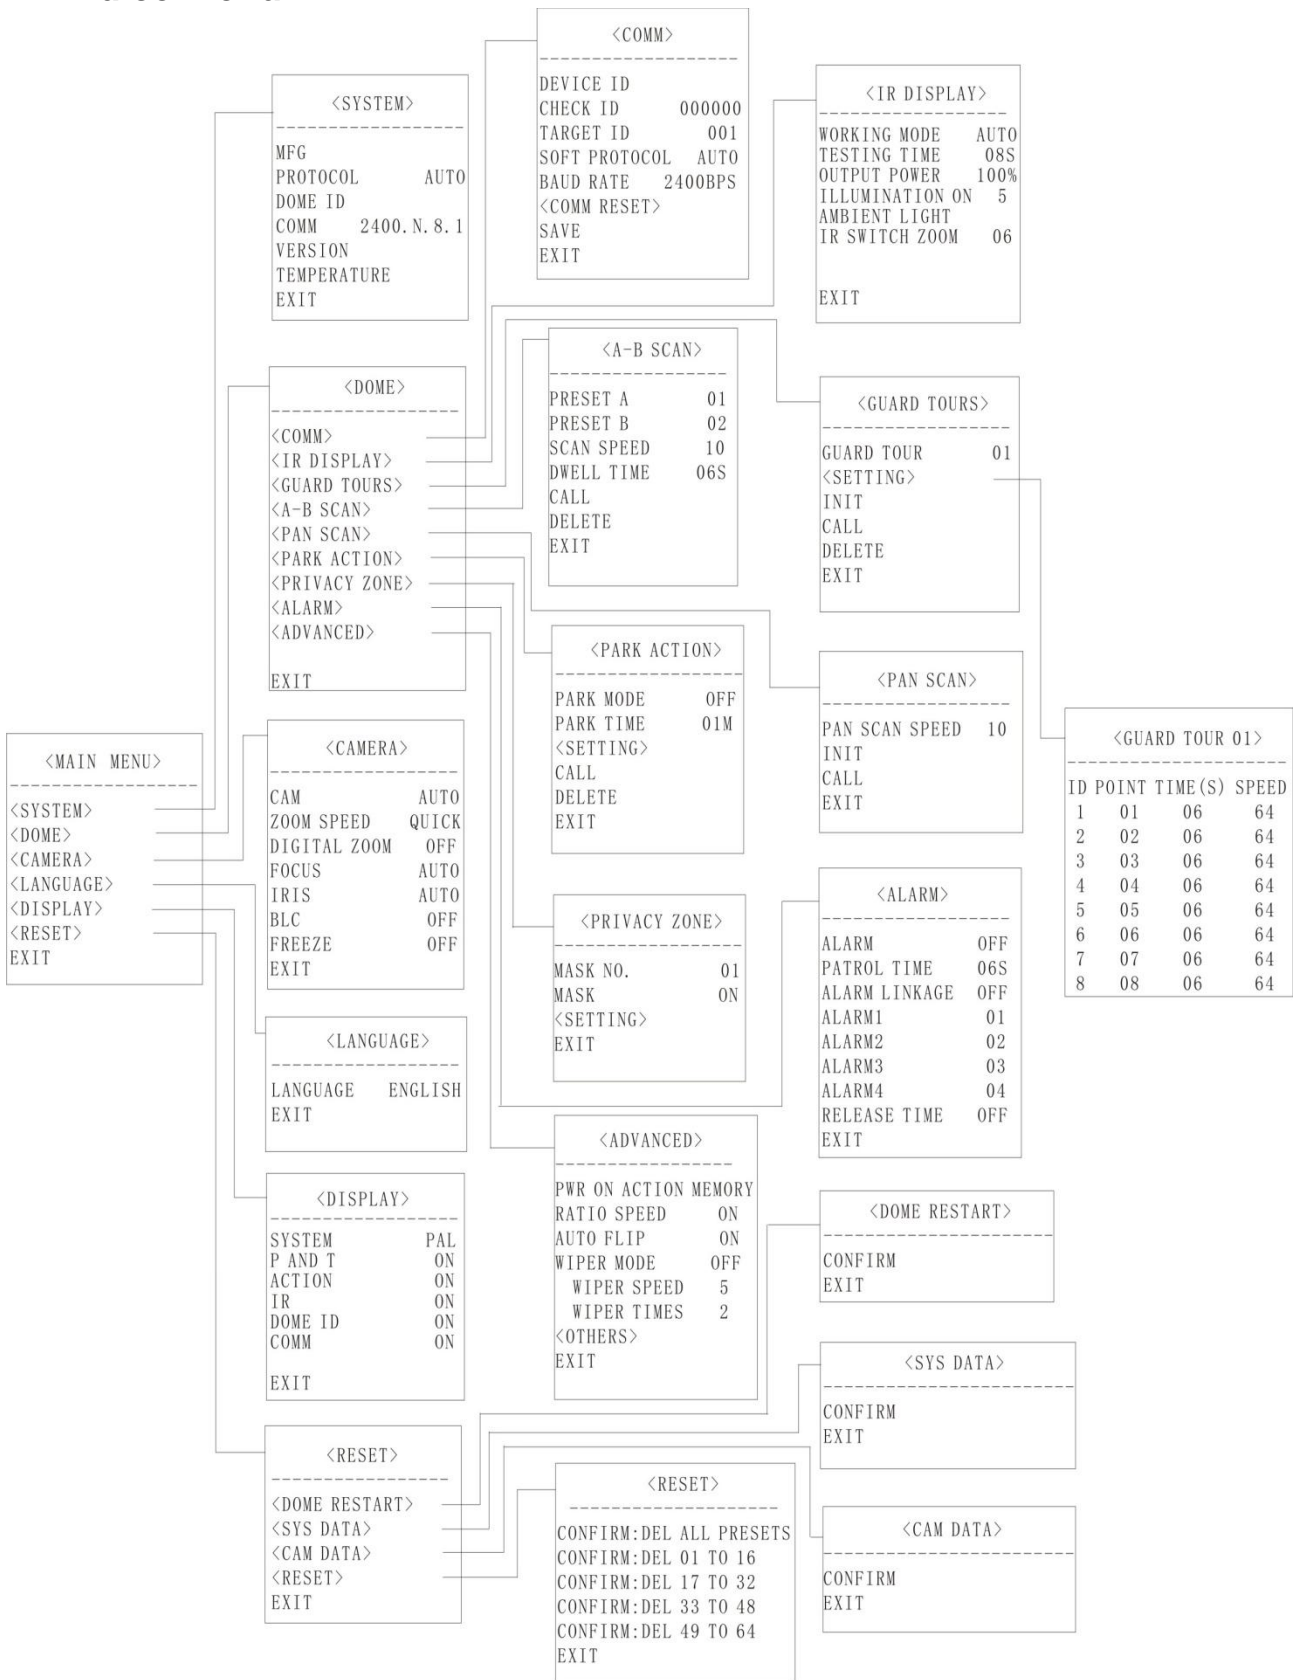 <MAIN MENU>
<SYSTEM>
<DOME>
<CAMERA>
<LANGUAGE>
<DISPLAY>
<RESET>
EXIT
<SYSTEM>
MFG
PROTOCOL AUTO
DOME ID
COMM 2400.N.8.1
VERSION
TEMPERATURE
EXIT
<DOME>
<COMM>
<IR DISPLAY>
<GUARD TOURS>
<A-B SCAN>
<PAN SCAN>
<PARK ACTION>
<PRIVACY ZONE>
<ALARM>
<ADVANCED>
EXIT
<CAMERA>
CAM AUTO
ZOOM SPEED QUICK
DIGITAL ZOOM OFF
FOCUS AUTO
IRIS AUTO
BLC OFF
FREEZE OFF
EXIT
<LANGUAGE>
LANGUAGE ENGLISH
EXIT
<DISPLAY>
SYSTEM PAL
P AND T ON
ACTION ON
IR ON
DOME ID ON
COMM ON
EXIT
<RESET>
<DOME RESTART>
<SYS DATA>
<CAM DATA>
<RESET>
EXIT
<COMM>
DEVICE ID
CHECK ID 000000
TARGET ID 001
SOFT PROTOCOL AUTO
BAUD RATE 2400BPS
<COMM RESET>
SAVE
EXIT
<A-B SCAN>
PRESET A 01
PRESET B 02
SCAN SPEED 10
DWELL TIME 06S
CALL
DELETE
EXIT
<PARK ACTION>
PARK MODE OFF
PARK TIME 01M
<SETTING>
CALL
DELETE
EXIT
<PRIVACY ZONE>
MASK NO. 01
MASK ON
<SETTING>
EXIT
<ADVANCED>
PWR ON ACTION MEMORY
RATIO SPEED ON
AUTO FLIP ON
WIPER MODE OFF
WIPER SPEED 5
WIPER TIMES 2
<OTHERS>
EXIT
<RESET>
CONFIRM:DEL ALL PRESETS
CONFIRM:DEL 01 TO 16
CONFIRM:DEL 17 TO 32
CONFIRM:DEL 33 TO 48
CONFIRM:DEL 49 TO 64
EXIT
<IR DISPLAY>
WORKING MODE AUTO
TESTING TIME 08S
OUTPUT POWER 100%
ILLUMINATION ON 5
AMBIENT LIGHT
IR SWITCH ZOOM 06
EXIT
<GUARD TOURS>
GUARD TOUR 01
<SETTING>
INIT
CALL
DELETE
EXIT
<PAN SCAN>
PAN SCAN SPEED 10
INIT
CALL
EXIT
<ALARM>
ALARM OFF
PATROL TIME 06S
ALARM LINKAGE OFF
ALARM1 01
ALARM2 02
ALARM3 03
ALARM4 04
RELEASE TIME OFF
EXIT
<DOME RESTART>
CONFIRM
EXIT
<SYS DATA>
CONFIRM
EXIT
<CAM DATA>
CONFIRM
EXIT
<GUARD TOUR 01>
ID POINT TIME(S) SPEED
1 01 06 64
2 02 06 64
3 03 06 64
4 04 06 64
5 05 06 64
6 06 06 64
7 07 06 64
8 08 06 64